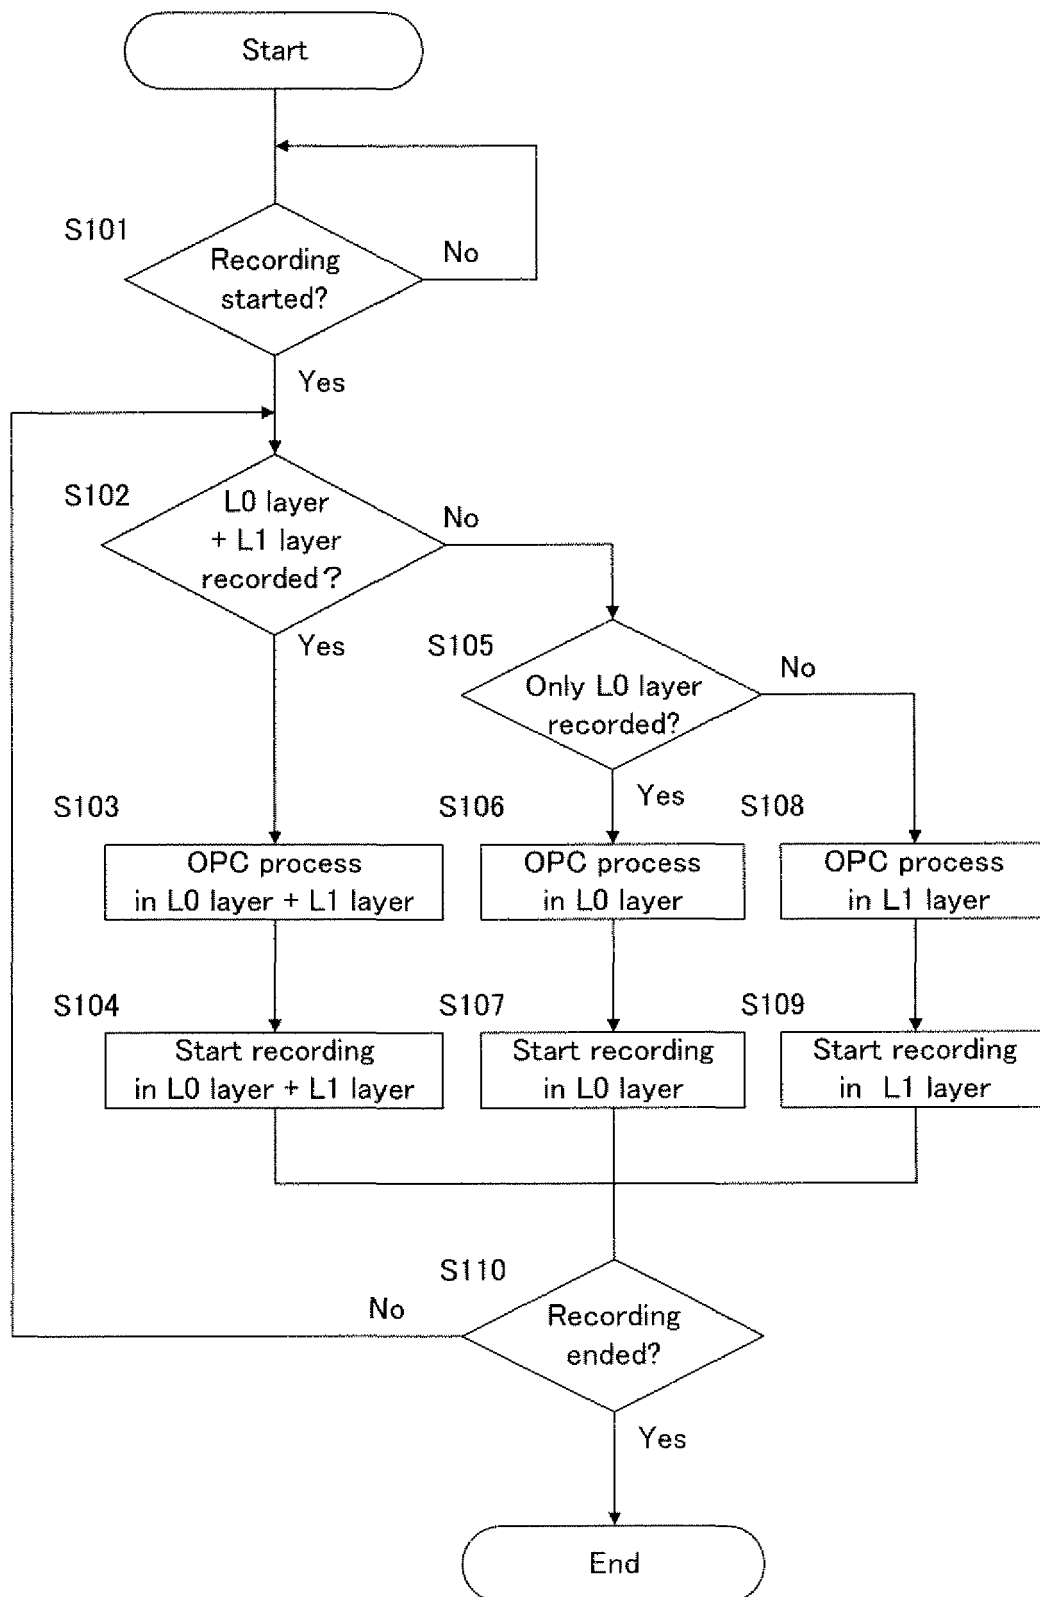 Start
S101
Recording
started?
No
Yes
S102
L0 layer
+ L1 layer
recorded?
No
Yes
S105
Only L0 layer
recorded?
No
Yes
S103
OPC process
in L0 layer + L1 layer
S106
OPC process
in L0 layer
S108
OPC process
in L1 layer
S104
Start recording
in L0 layer + L1 layer
S107
Start recording
in L0 layer
S109
Start recording
in L1 layer
S110
Recording
ended?
No
Yes
End